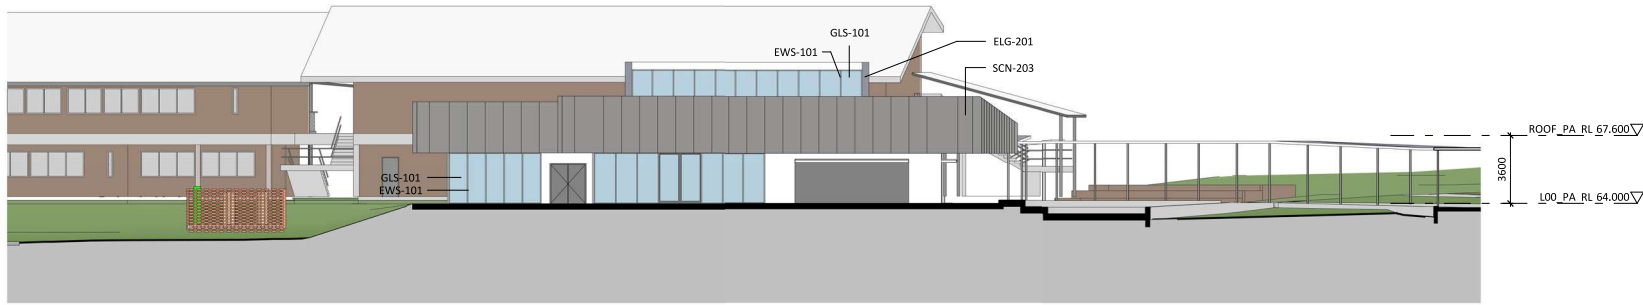 GLS-101
EWS-101
ELG-201
SCN-203
ROOF_PA RL 67.600
3600
GLS-101
EWS-101
L00_PA RL 64.000